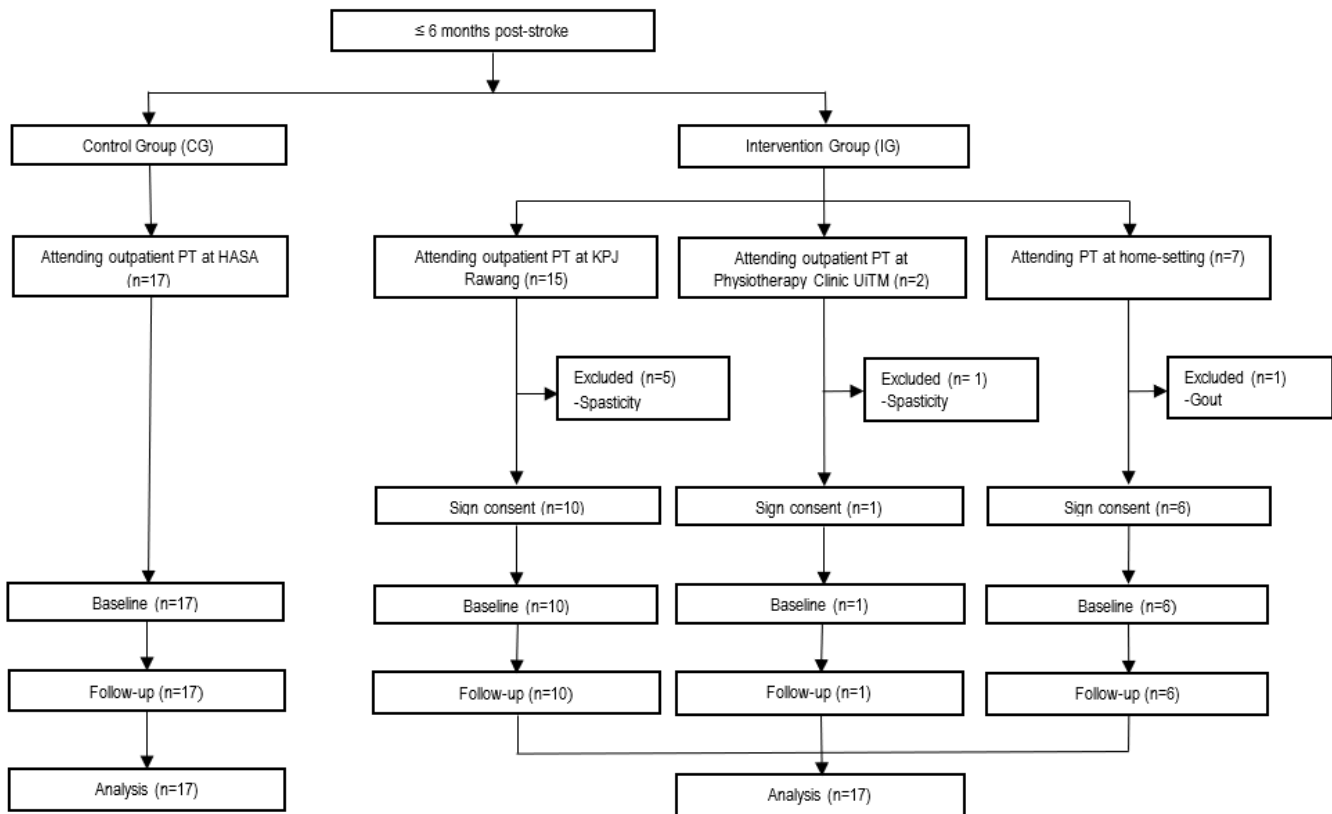 ≤ 6 months post-stroke
Control Group (CG)
Intervention Group (IG)
Attending outpatient PT at HASA
(n=17)
Attending outpatient PT at KPJ
Rawang (n=15)
Attending outpatient PT at
Physiotherapy Clinic UiTM (n=2)
Attending PT at home-setting (n=7)
Excluded (n=5)
-Spasticity
Excluded (n= 1)
-Spasticity
Excluded (n=1)
-Gout
Sign consent (n=10)
Sign consent (n=1)
Sign consent (n=6)
Baseline (n=17)
Baseline (n=10)
Baseline (n=1)
Baseline (n=6)
Follow-up (n=17)
Follow-up (n=10)
Follow-up (n=1)
Follow-up (n=6)
Analysis (n=17)
Analysis (n=17)